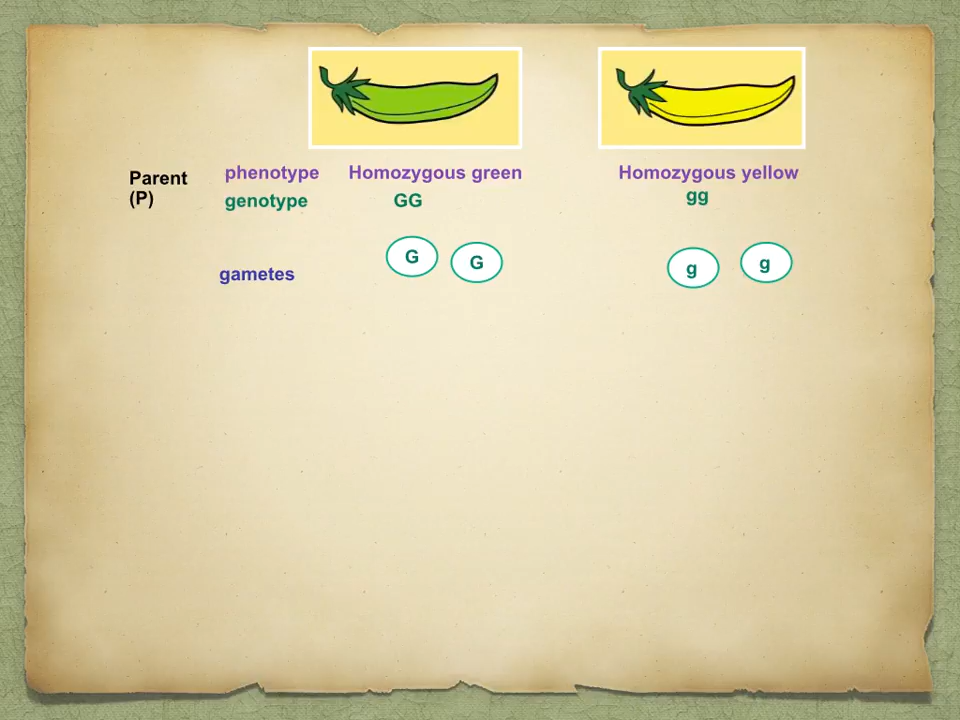 Parent
(P)
phenotype
Homozygous green
Homozygous yellow
genotype
GG
gg
gametes
G
G
g
g